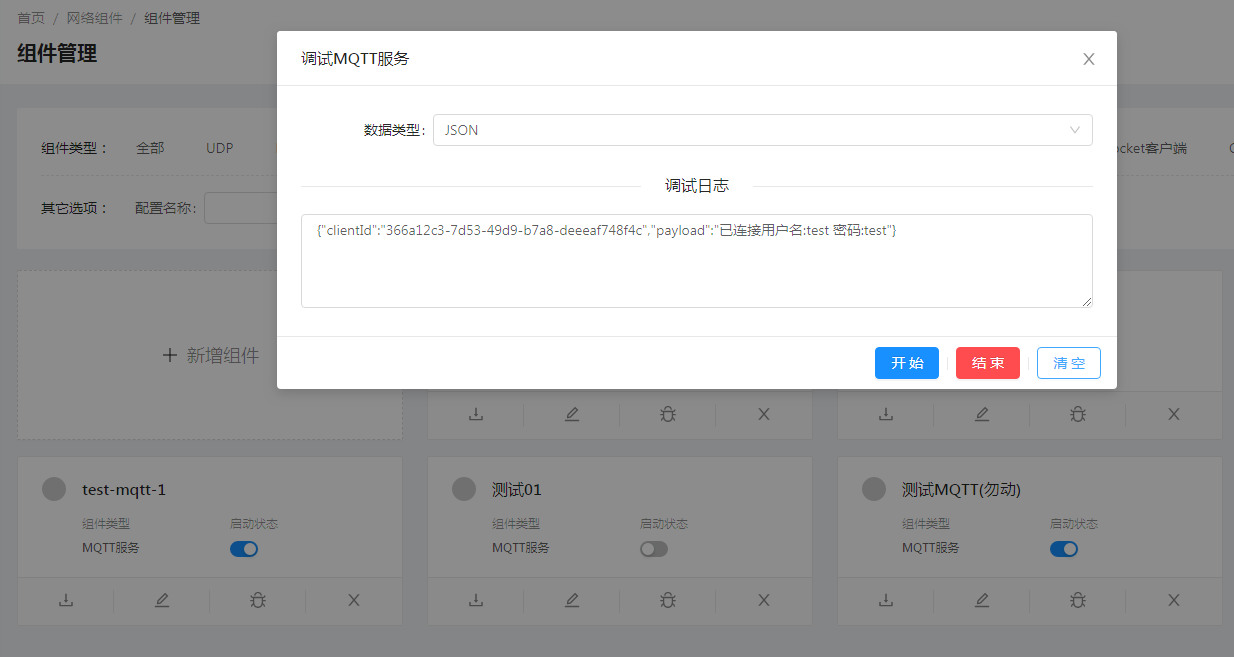 首页 / 网络组件 / 组件管理
组件管理
调试MQTT服务
数据类型: JSON
调试日志
{"clientId":"366a12c3-7d53-49d9-b7a8-deeeaf748f4c","payload":"已连接用户名:test 密码:test"}
开 始
结 束
清 空
组件类型： 全部 UDP
ocket客户端
其它选项： 配置名称:
+ 新增组件
test-mqtt-1
组件类型 启动状态
MQTT服务
测试01
组件类型 启动状态
MQTT服务
测试MQTT(勿动)
组件类型 启动状态
MQTT服务